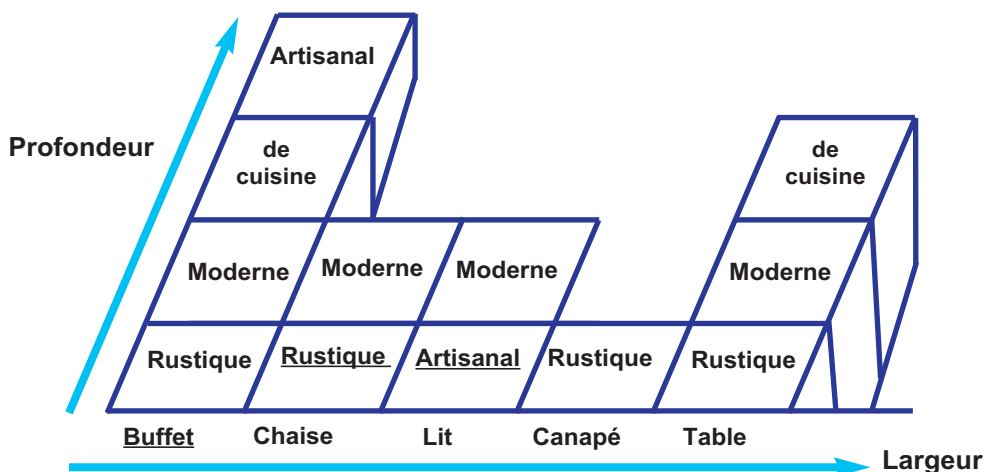 Artisanal
Profondeur
de
cuisine
de
cuisine
Moderne Moderne Moderne Moderne
Rustique Rustique Artisanal Rustique Rustique
Buffet Chaise Lit Canapé Table
Largeur